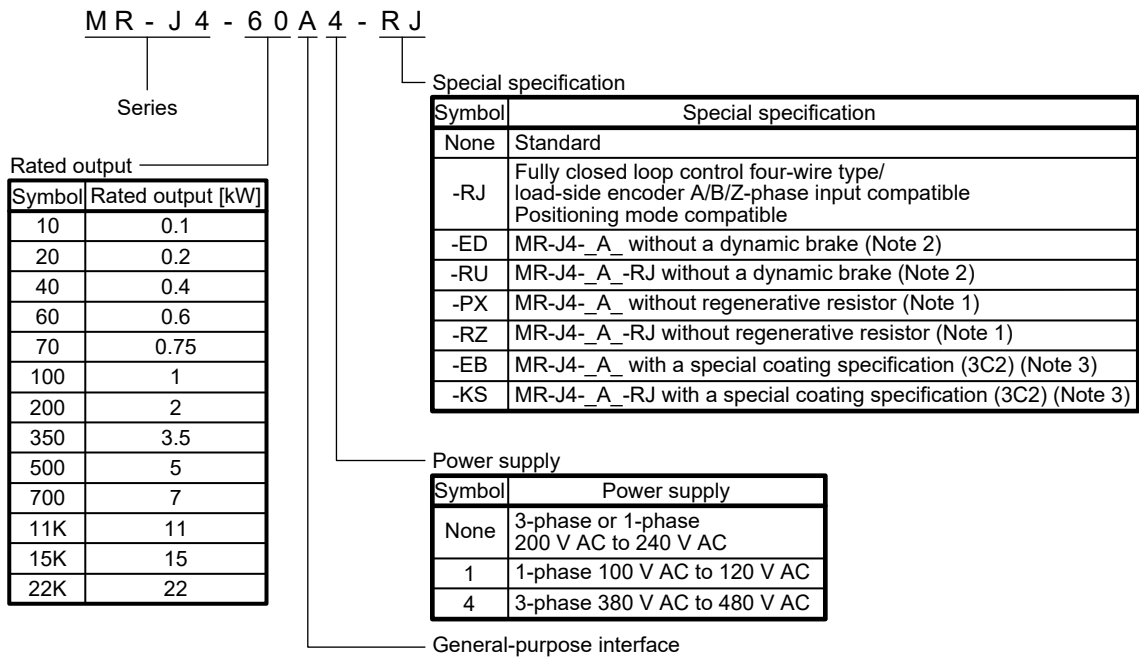 MR-J4-60A4-RJ
Series
Special specification
Symbol Special specification
None Standard
-RJ Fully closed loop control four-wire type/
load-side encoder A/B/Z-phase input compatible
Positioning mode compatible
-ED MR-J4-_A_ without a dynamic brake (Note 2)
-RU MR-J4-_A_-RJ without a dynamic brake (Note 2)
-PX MR-J4-_A_ without regenerative resistor (Note 1)
-RZ MR-J4-_A_-RJ without regenerative resistor (Note 1)
-EB MR-J4-_A_ with a special coating specification (3C2) (Note 3)
-KS MR-J4-_A_-RJ with a special coating specification (3C2) (Note 3)
Rated output
Symbol Rated output [kW]
10 0.1
20 0.2
40 0.4
60 0.6
70 0.75
100 1
200 2
350 3.5
500 5
700 7
11K 11
15K 15
22K 22
Power supply
Symbol Power supply
None 3-phase or 1-phase
200 V AC to 240 V AC
1 1-phase 100 V AC to 120 V AC
4 3-phase 380 V AC to 480 V AC
General-purpose interface